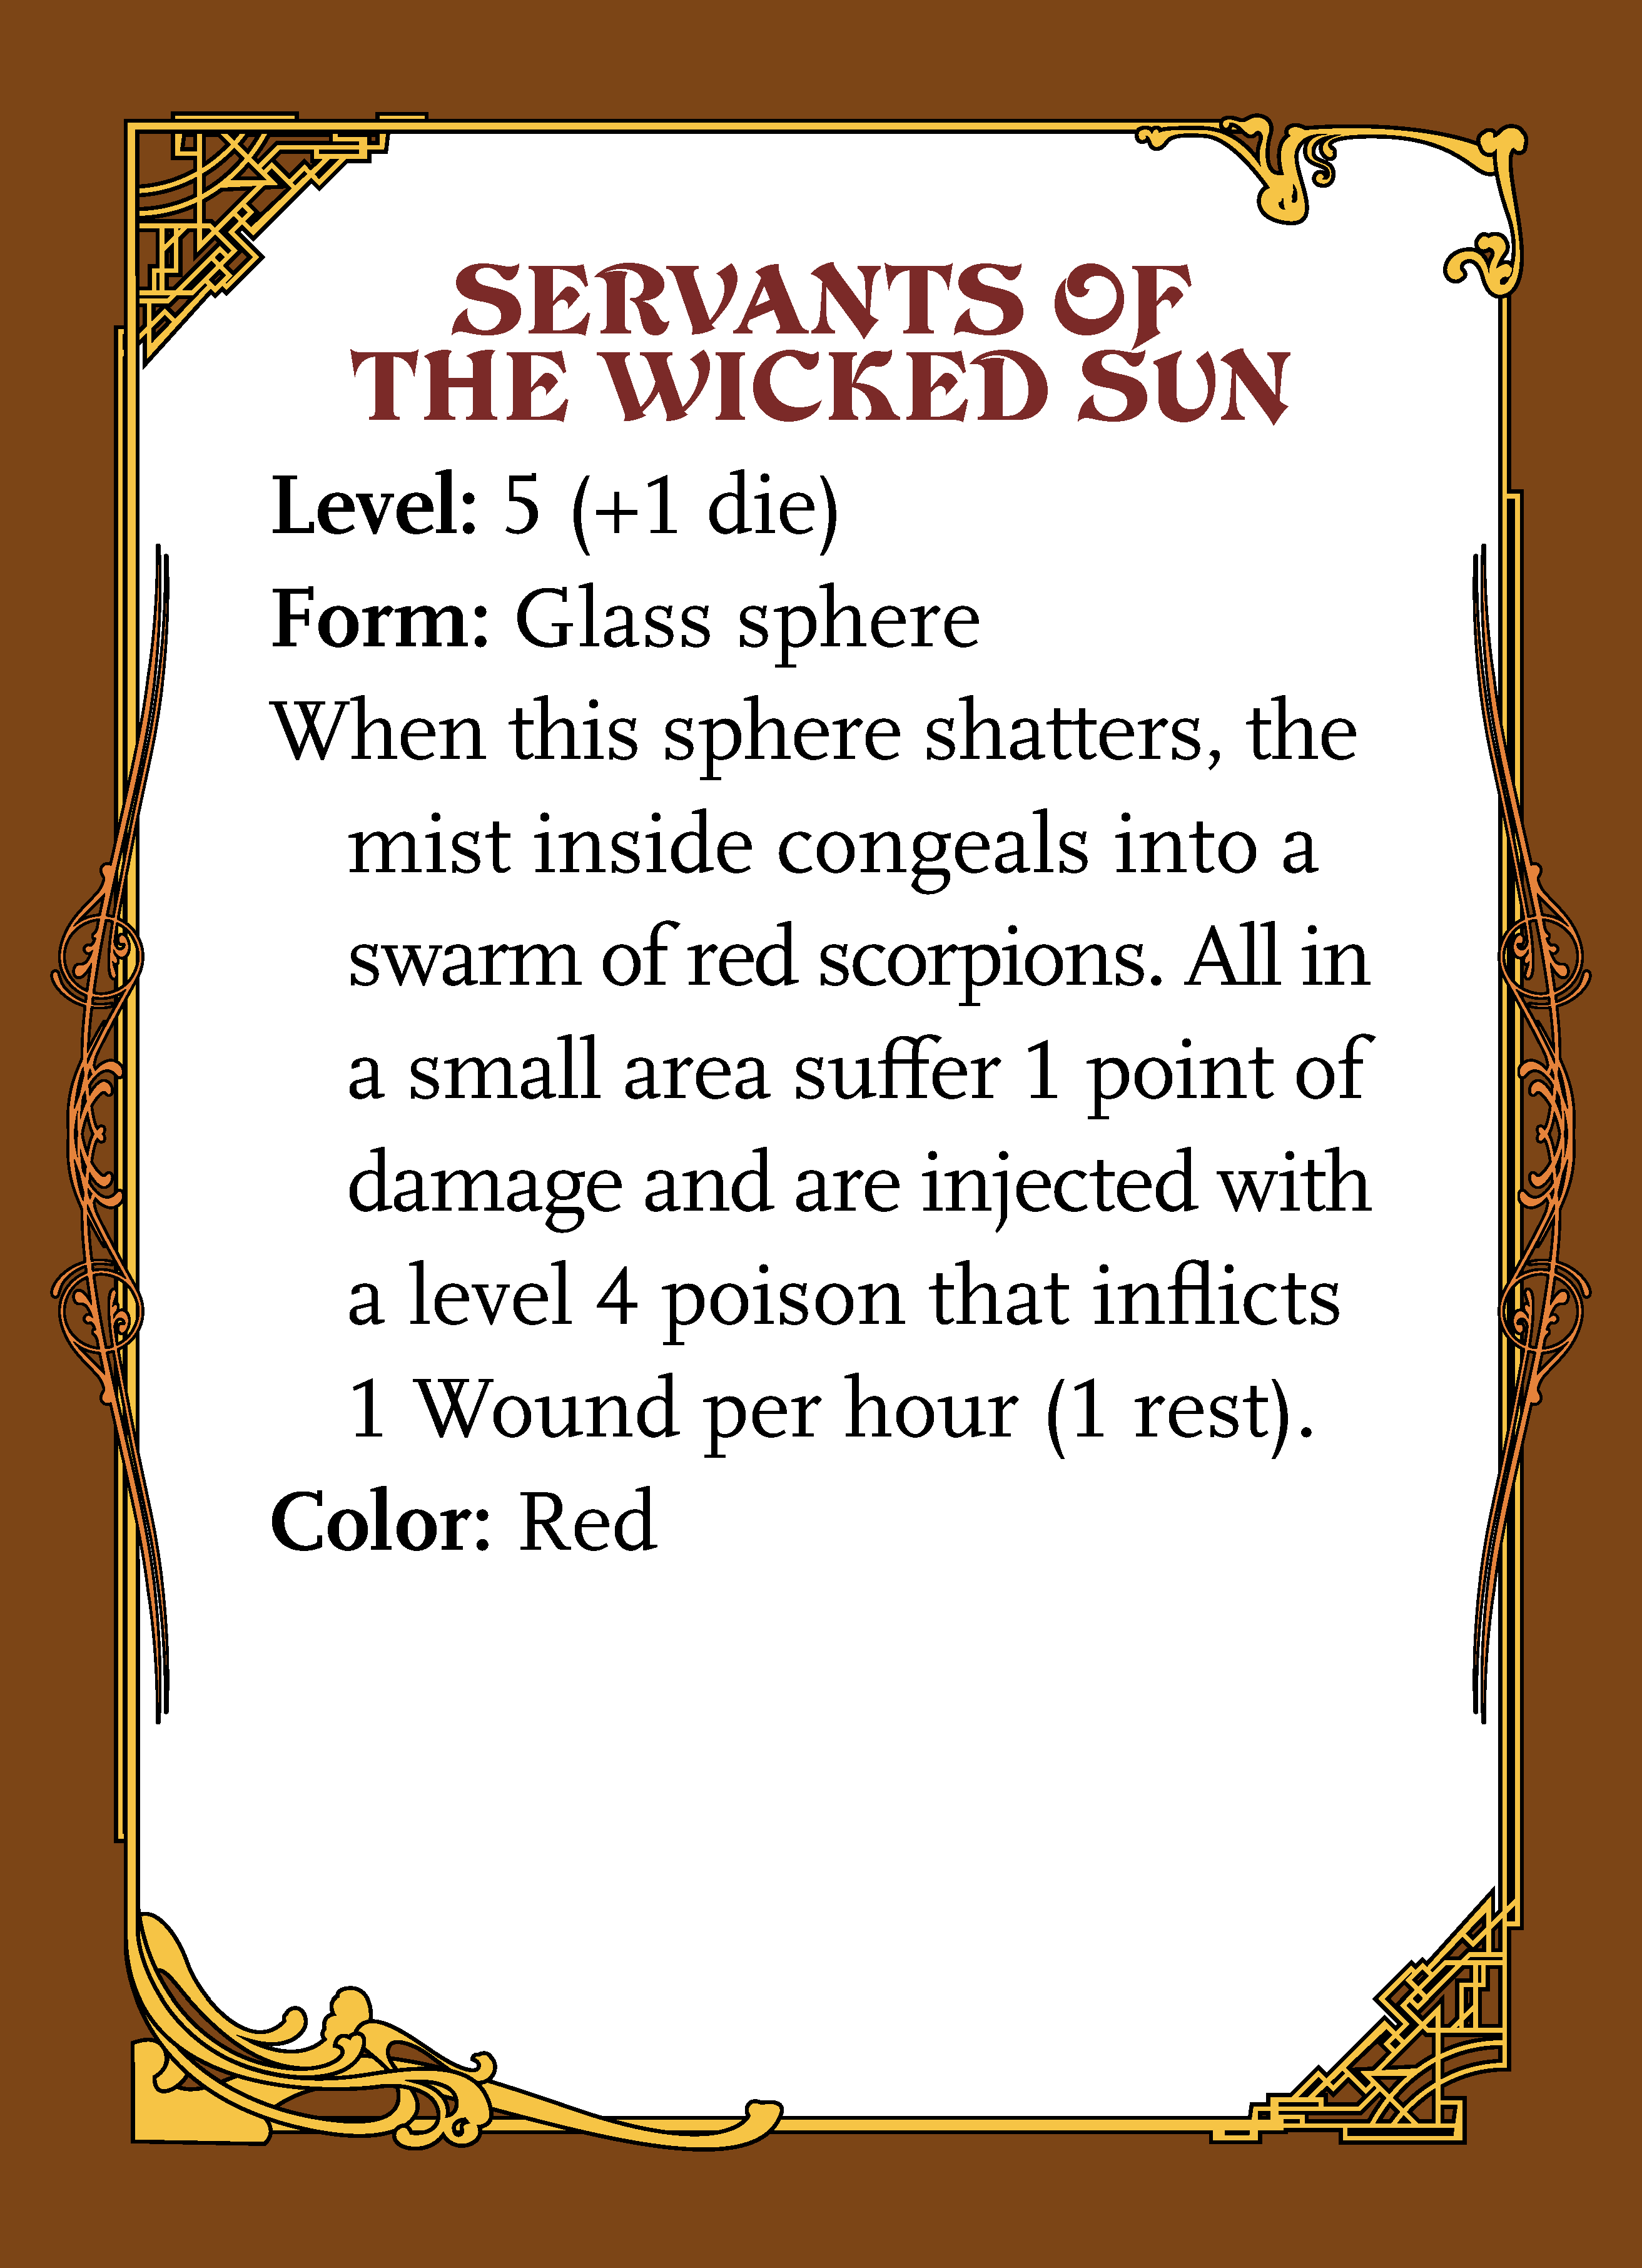 SERVANTS OF
THE WICKED SUN
Level: 5 (+1 die)
Form: Glass sphere
When this sphere shatters, the
mist inside congeals into a
swarm of red scorpions. All in
a small area suffer 1 point of
damage and are injected with
a level 4 poison that inflicts
1 Wound per hour (1 rest).
Color: Red